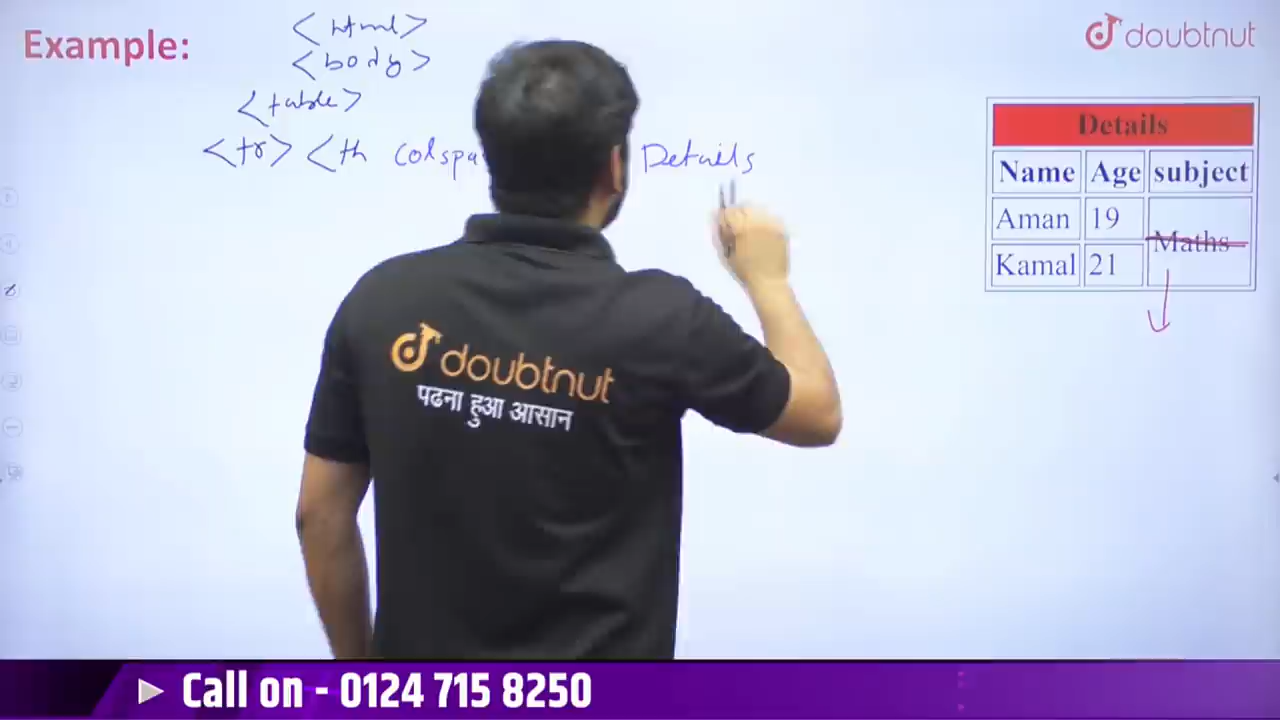 Example:
<html>
<body>
<table>
<tr> <th colspa Details
doubtnut
Details
Name Age subject
Aman 19
Maths
Kamal 21
doubtnut
पढना हुआ आसान
Call on - 0124 715 8250